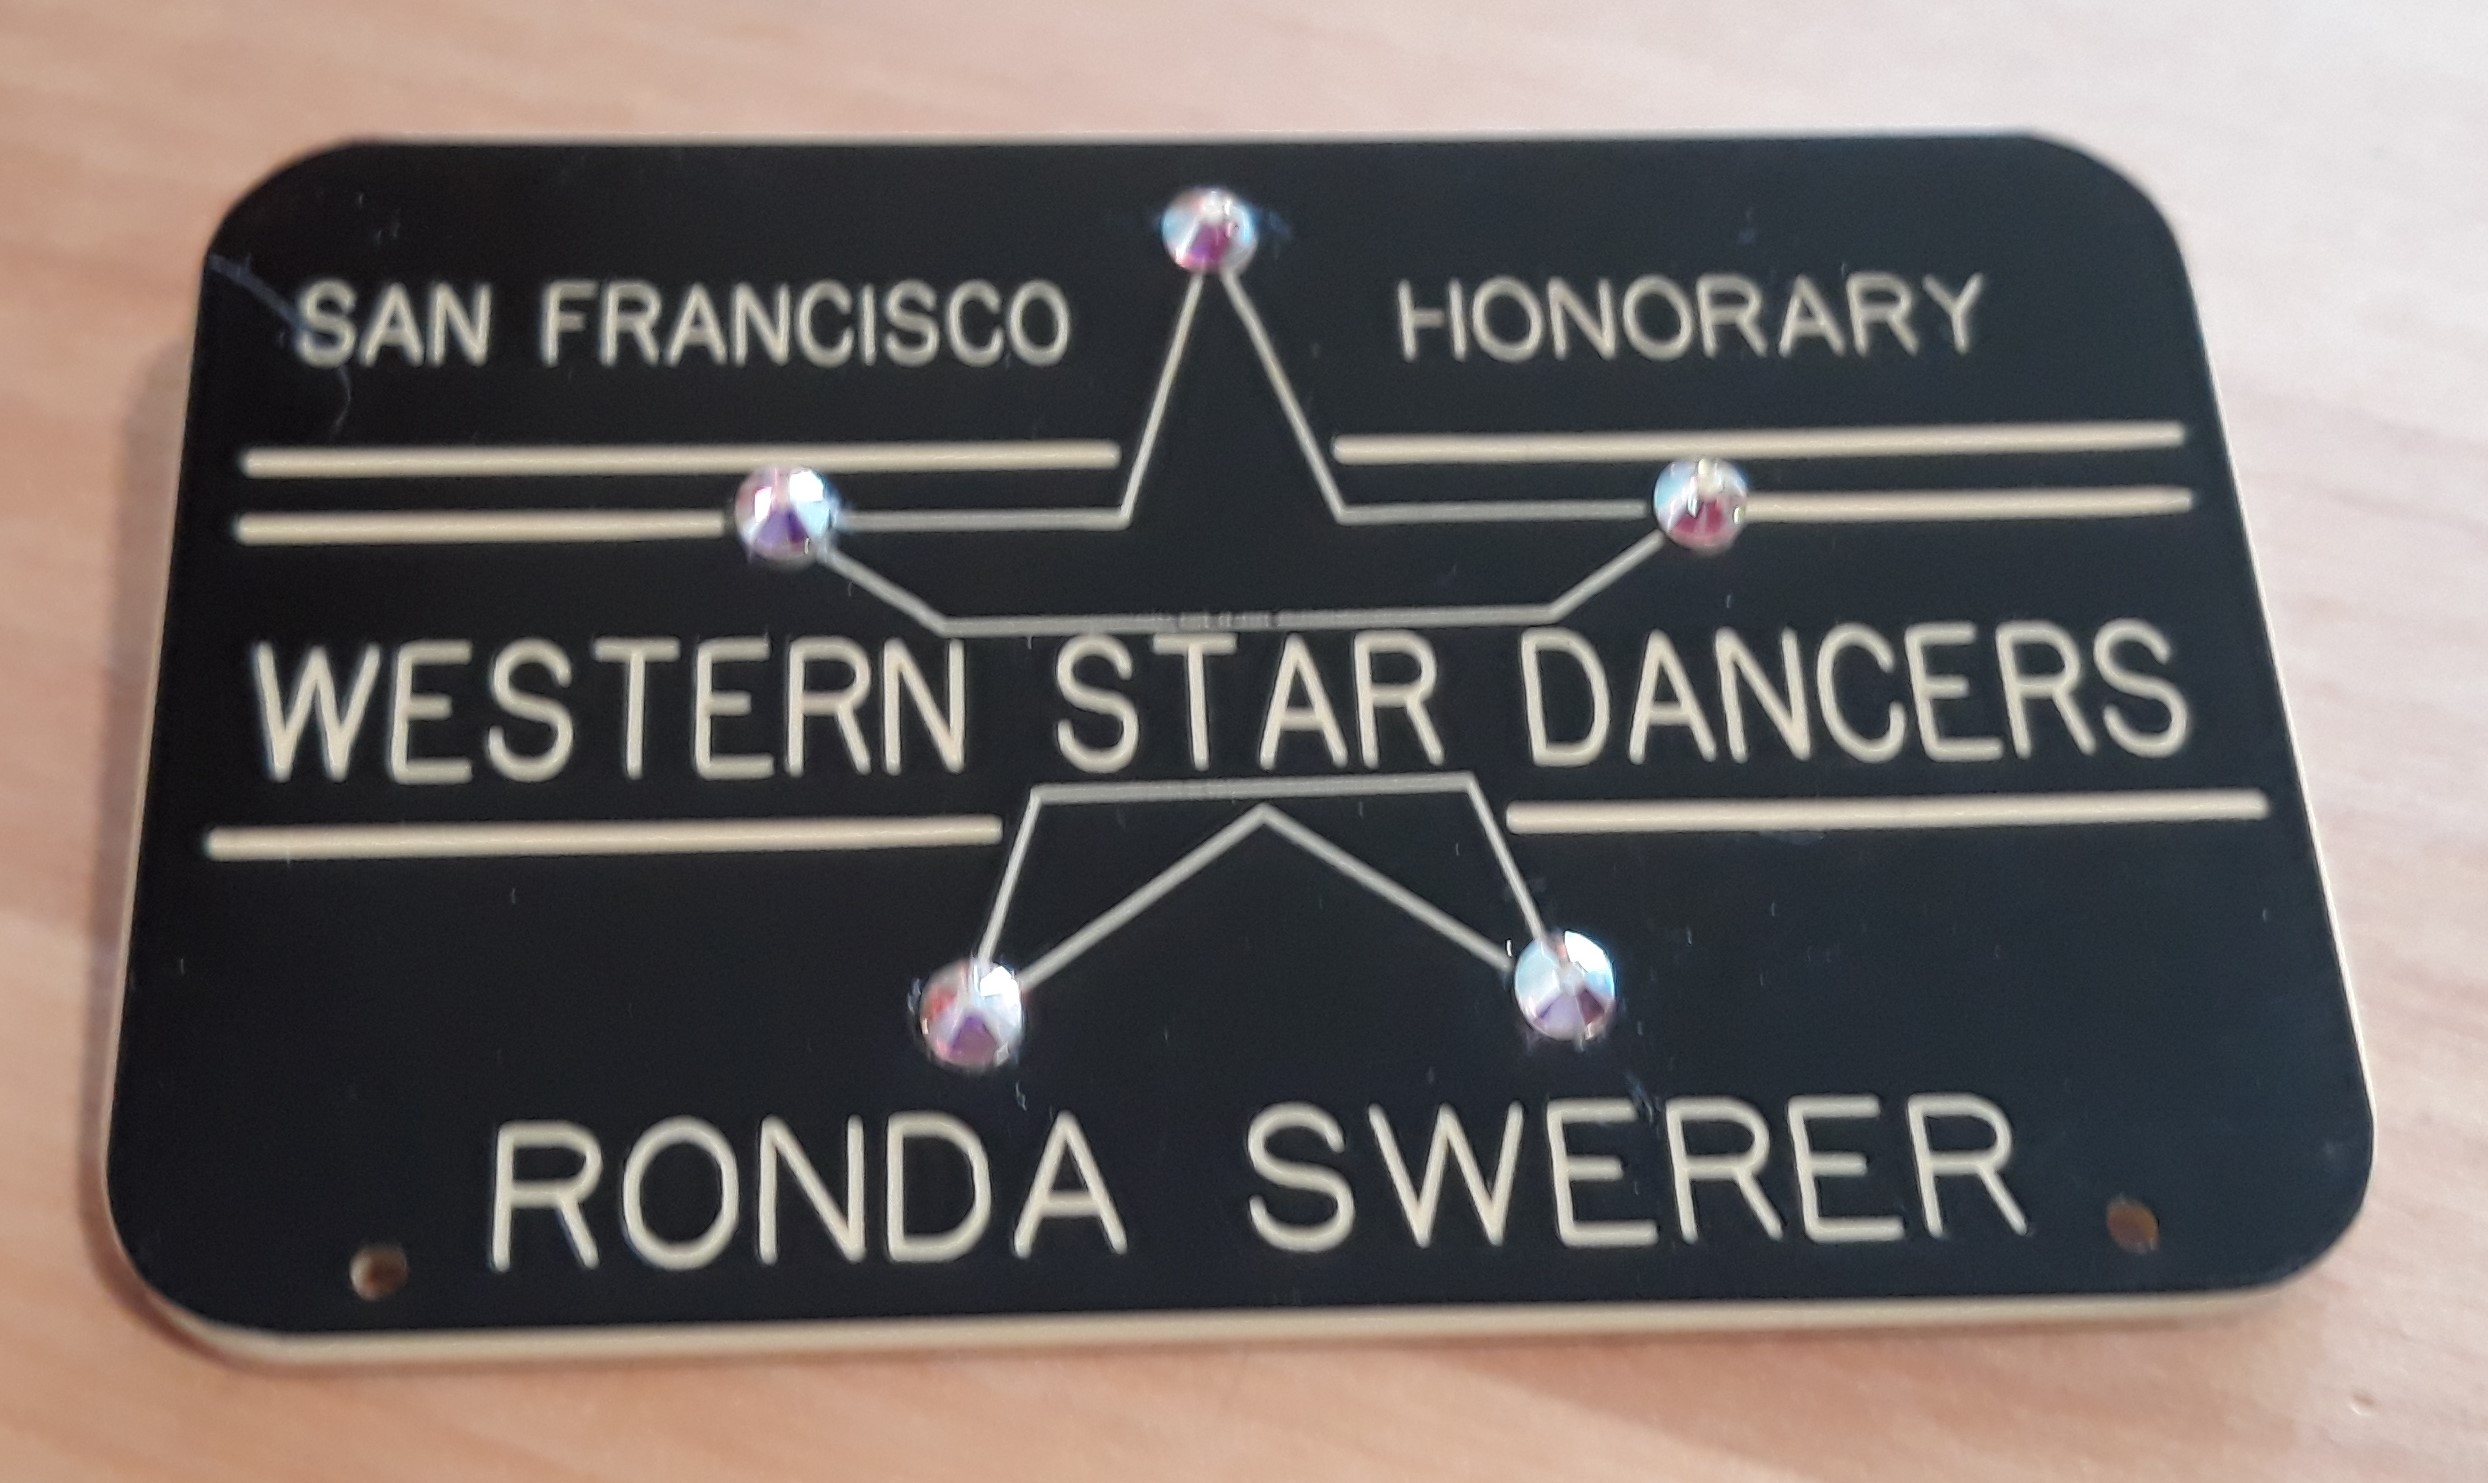 SAN FRANCISCO HONORARY
WESTERN STAR DANCERS
RONDA SWERER